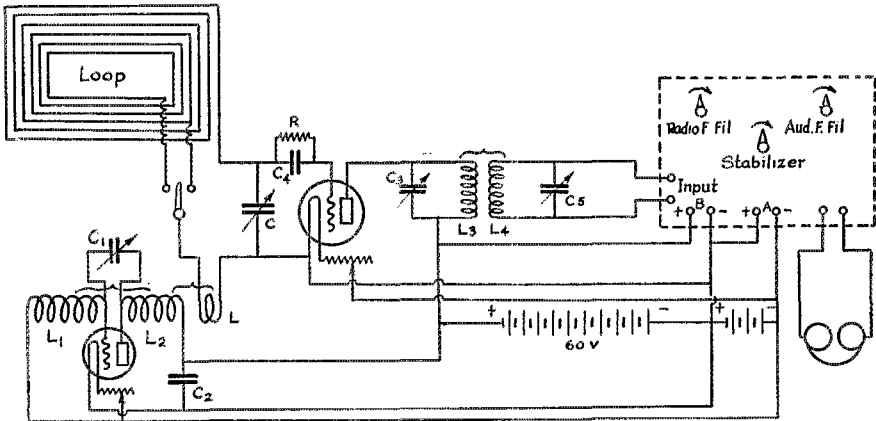 Loop
R
C4
C
C3
L3 L4
C5
Radio F Fil
Aud. F. Fil
Stabilizer
Input
+ B - + A -
C1
L1
L2
L
C2
+ - + -
60 V